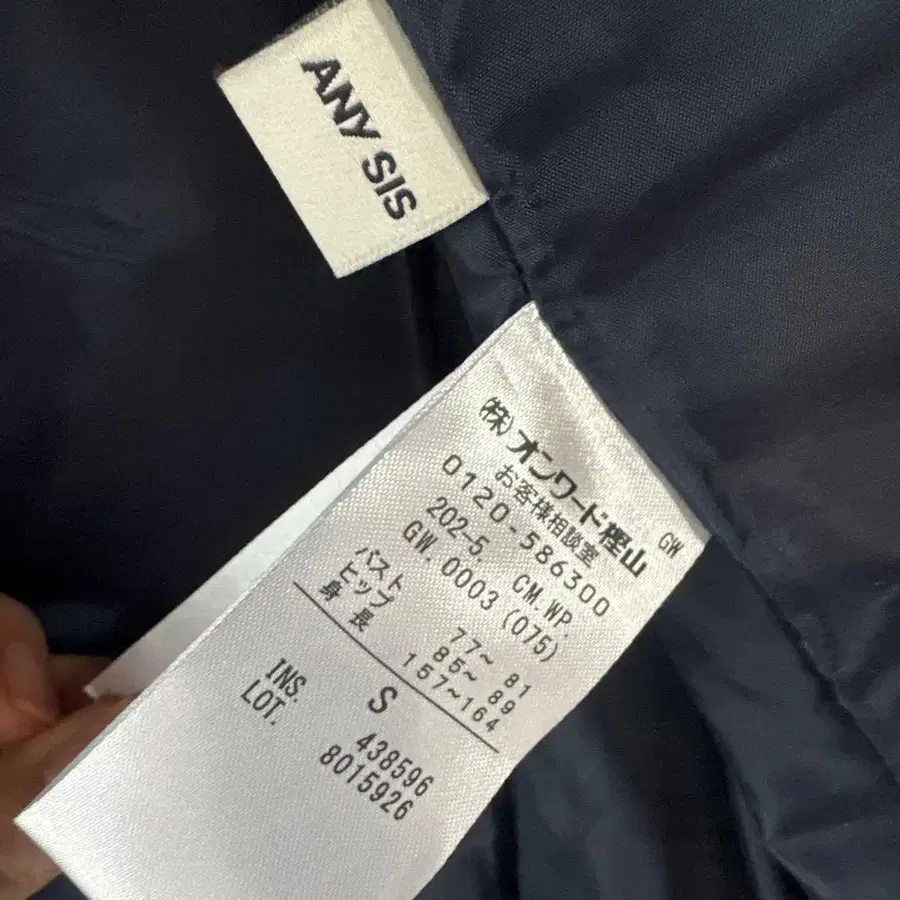 ANY SIS
GW
(株)オンワード樫山
お客様相談室
0120-586300
202-5. CM.WP.
GW.0003(075)
バスト 77~ 81
ヒップ 85~ 89
身長 157~164
S
INS. 438596
LOT. 8015926